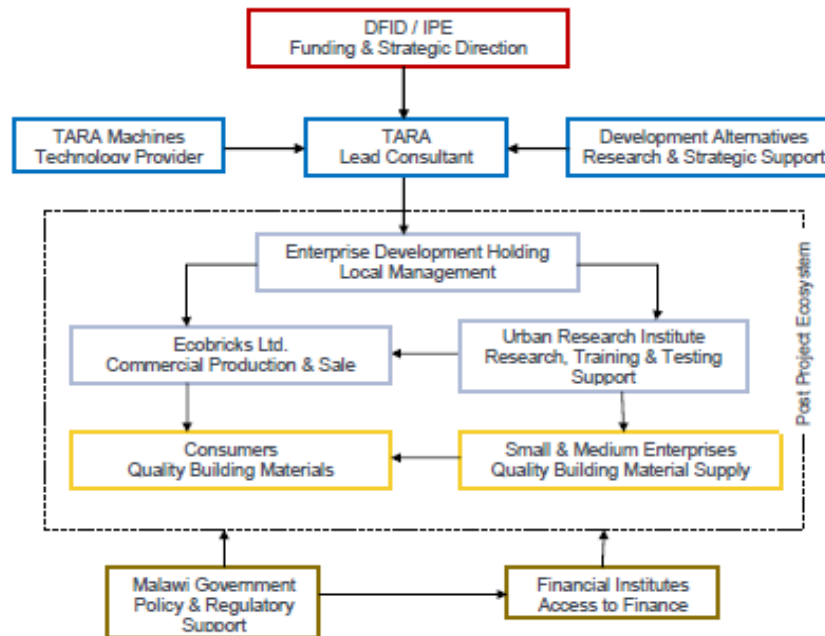 DFID / IPE
Funding & Strategic Direction
TARA Machines
Technology Provider
TARA
Lead Consultant
Development Alternatives
Research & Strategic Support
Enterprise Development Holding
Local Management
Ecobricks Ltd.
Commercial Production & Sale
Urban Research Institute
Research, Training & Testing
Support
Consumers
Quality Building Materials
Small & Medium Enterprises
Quality Building Material Supply
Post Project Ecosystem
Malawi Government
Policy & Regulatory
Support
Financial Institutes
Access to Finance